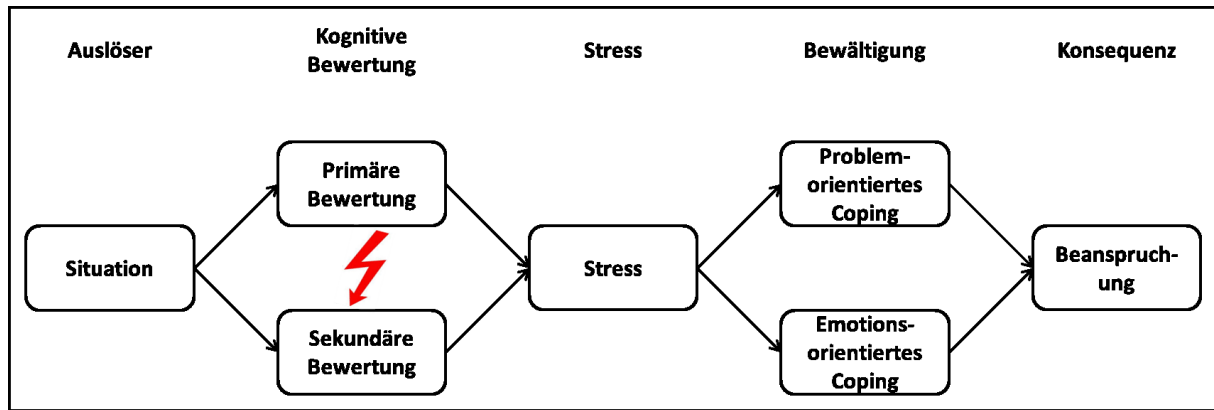 Auslöser
Kognitive
Bewertung
Stress
Bewältigung
Konsequenz
Situation
Primäre
Bewertung
Sekundäre
Bewertung
Stress
Problem-
orientiertes
Coping
Emotions-
orientiertes
Coping
Beanspruch-
ung